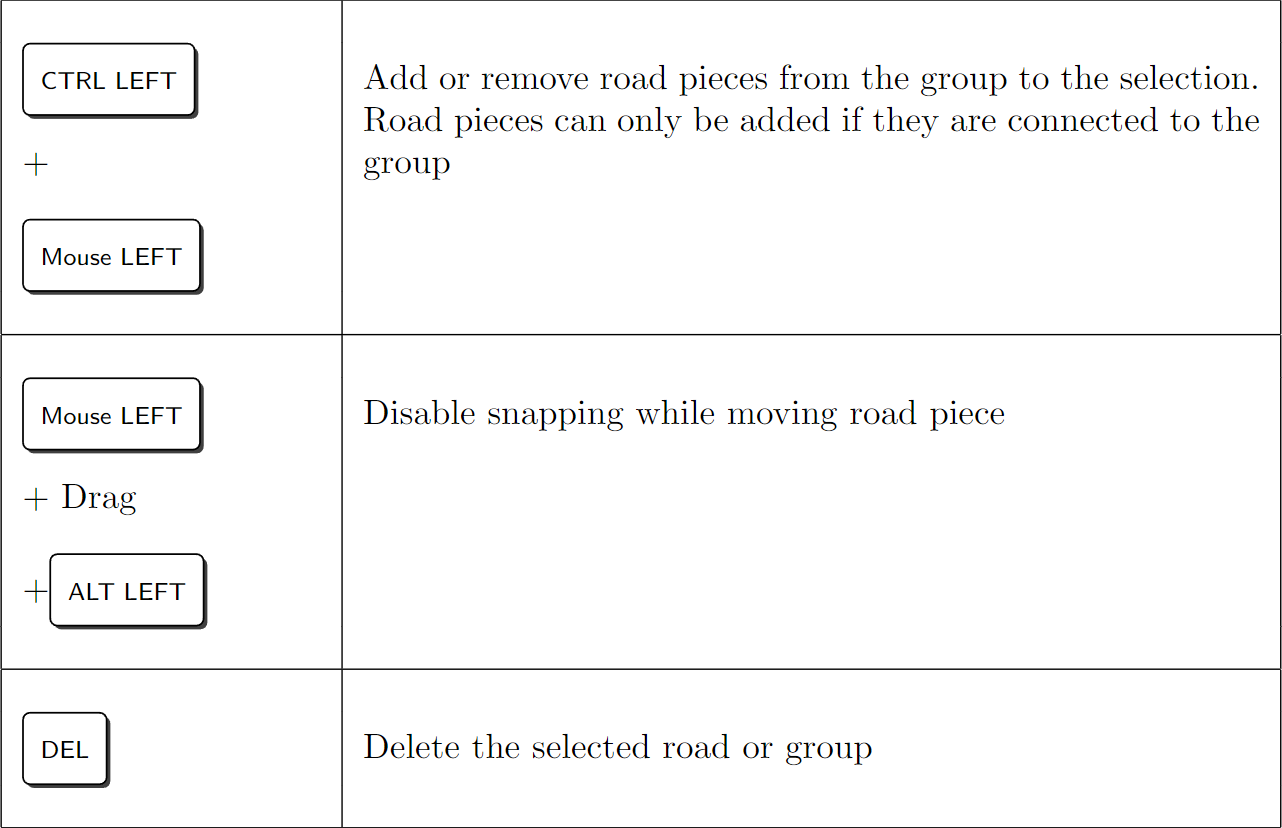 CTRL LEFT
+
Mouse LEFT
Add or remove road pieces from the group to the selection.
Road pieces can only be added if they are connected to the
group
Mouse LEFT
+ Drag
+ ALT LEFT
Disable snapping while moving road piece
DEL
Delete the selected road or group